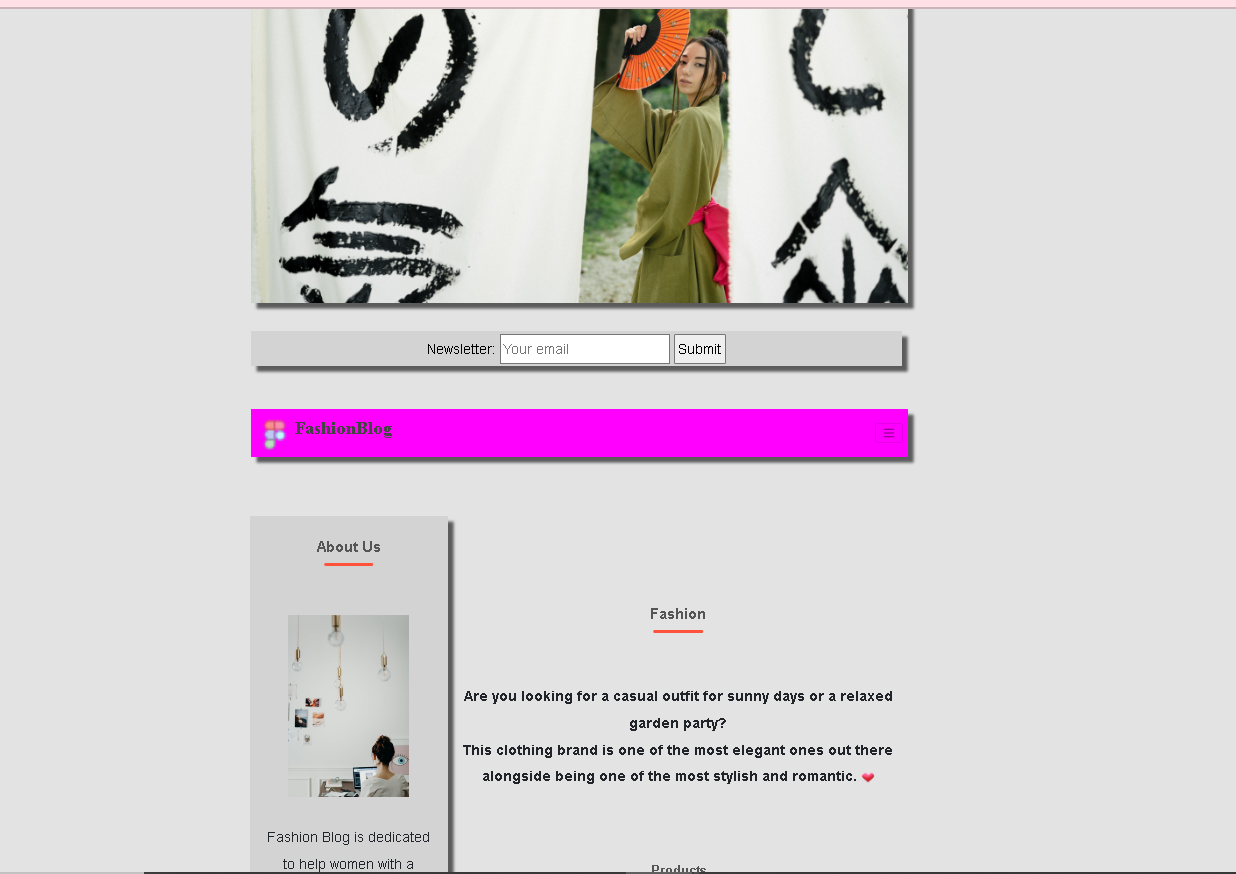 Newsletter:
Your email
Submit
FashionBlog
About Us
Fashion Blog is dedicated
to help women with a
Fashion
Are you looking for a casual outfit for sunny days or a relaxed
garden party?
This clothing brand is one of the most elegant ones out there
alongside being one of the most stylish and romantic. ❤
Products